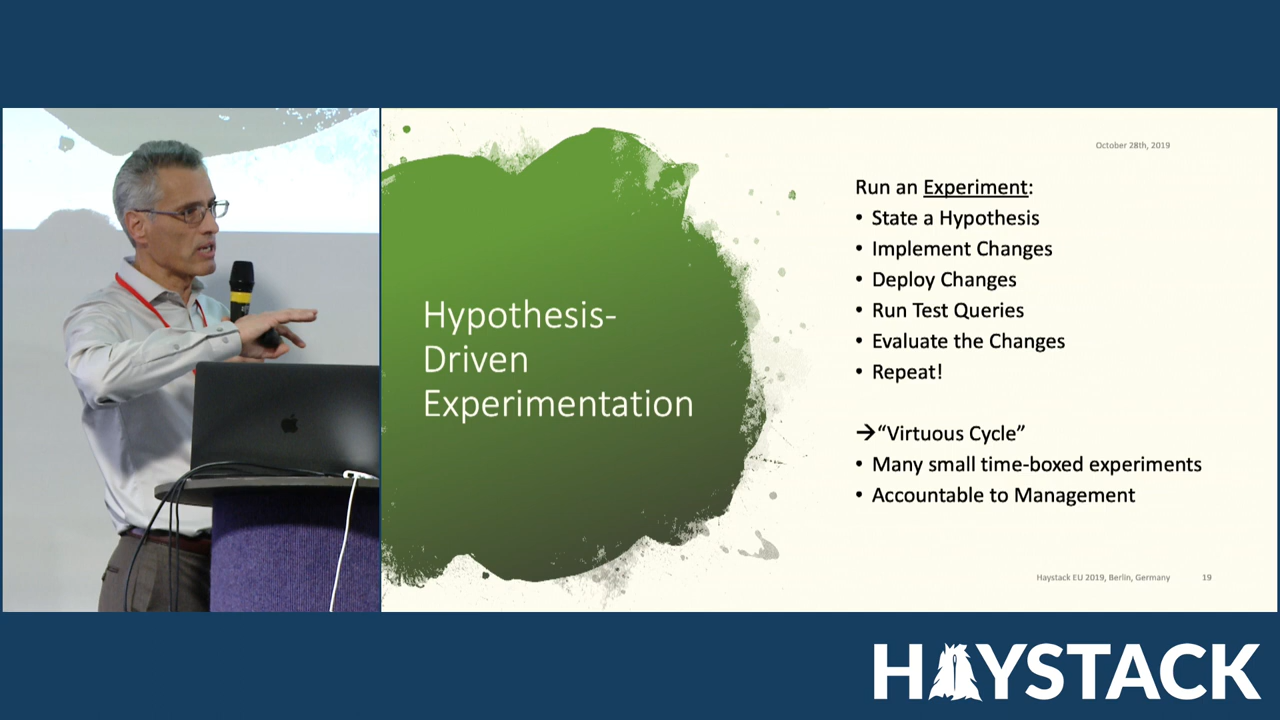 October 28th, 2019
Hypothesis-
Driven
Experimentation
Run an Experiment:
• State a Hypothesis
• Implement Changes
• Deploy Changes
• Run Test Queries
• Evaluate the Changes
• Repeat!
→“Virtuous Cycle”
• Many small time-boxed experiments
• Accountable to Management
Haystack EU 2019, Berlin, Germany 19
HAYSTACK